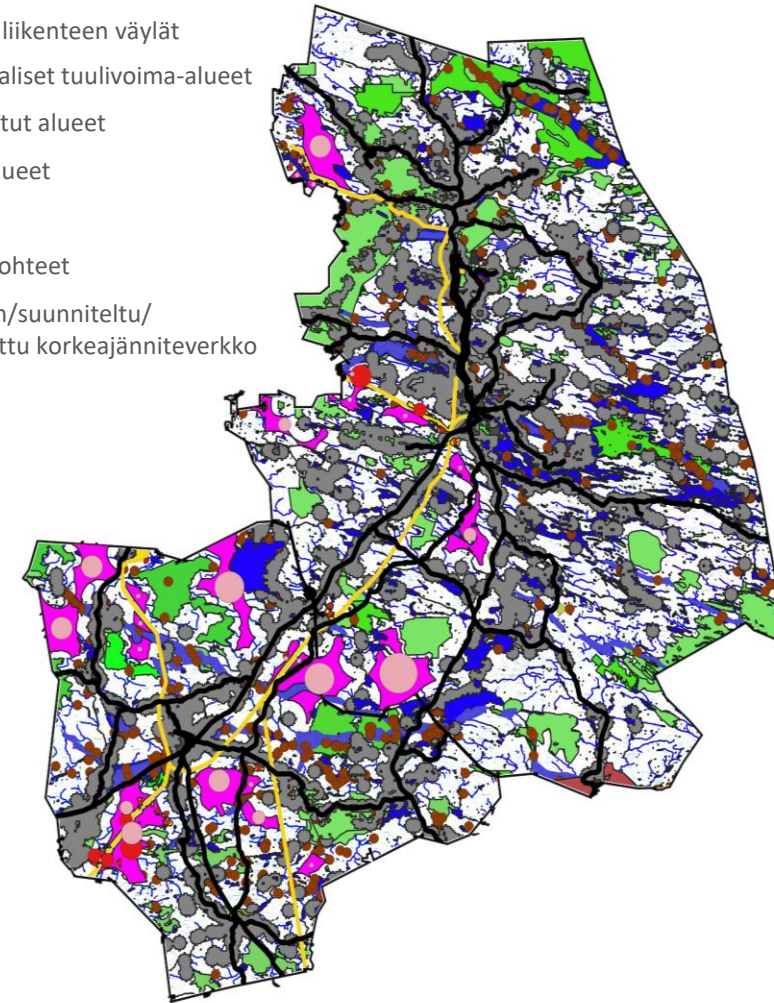 liikenteen väylät
aliset tuulivoima-alueet
tut alueet
ueet
ohteet
n/suunniteltu/
ttu korkeajänniteverkko